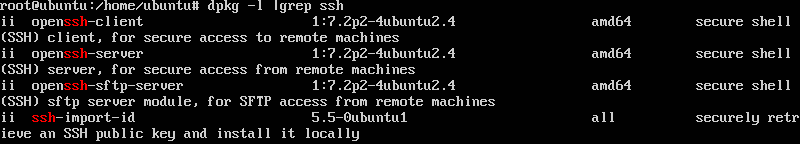 root@ubuntu:/home/ubuntu# dpkg -l |grep ssh
ii  openssh-client                     1:7.2p2-4ubuntu2.4                  amd64        secure shell
(SSH) client, for secure access to remote machines
ii  openssh-server                     1:7.2p2-4ubuntu2.4                  amd64        secure shell
(SSH) server, for secure access from remote machines
ii  openssh-sftp-server                1:7.2p2-4ubuntu2.4                  amd64        secure shell
(SSH) sftp server module, for SFTP access from remote machines
ii  ssh-import-id                      5.5-0ubuntu1                        all          securely retr
ieve an SSH public key and install it locally